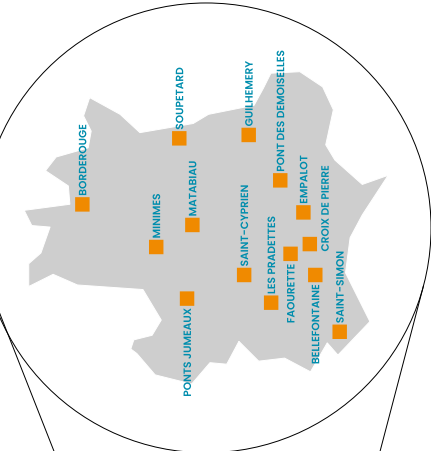 BORDEROUGE
SOUPETARD
GUILHEMERY
PONT DES DEMOISELLES
MINIMES
MATABIAU
EMPALOT
CROIX DE PIERRE
SAINT-CYPRIEN
LES PRADETTES
FAOURETTE
BELLEFONTAINE
SAINT-SIMON
PONTS JUMEAUX